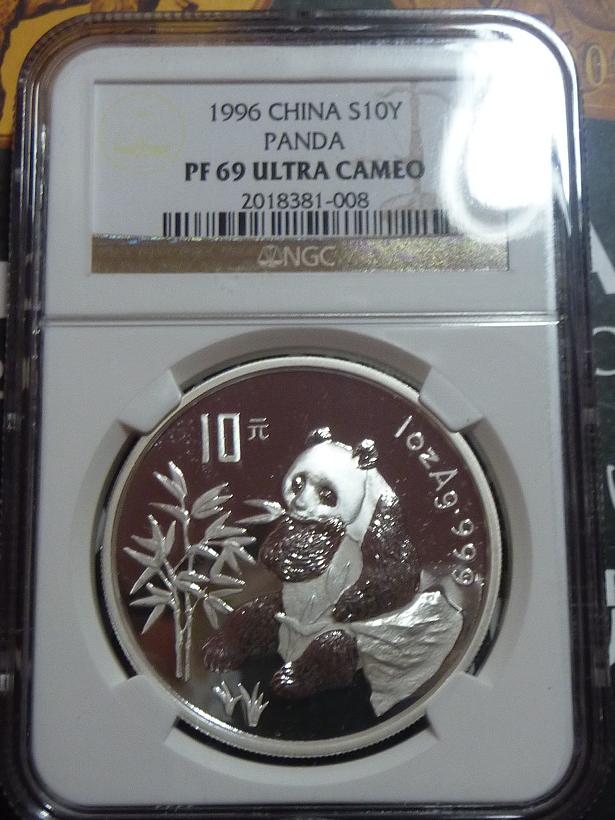 1996 CHINA S10Y
PANDA
PF 69 ULTRA CAMEO
2018381-008
NGC
10元
1ozAg.999